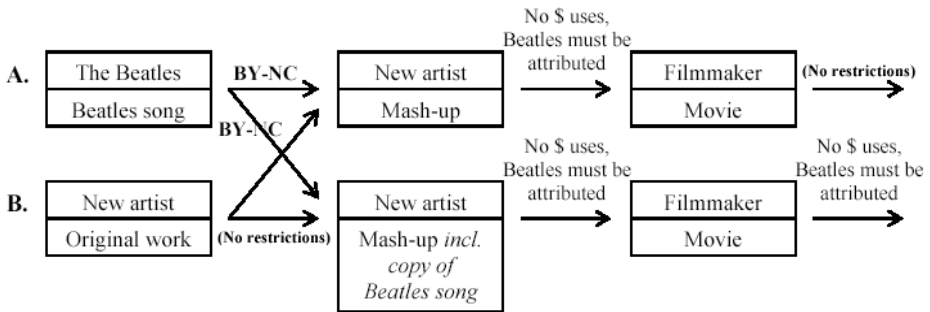 A.
The Beatles
Beatles song
BY-NC
BY-NC
New artist
Mash-up
No $ uses,
Beatles must be
attributed
Filmmaker
Movie
(No restrictions)
B.
New artist
Original work
(No restrictions)
New artist
Mash-up incl.
copy of
Beatles song
No $ uses,
Beatles must be
attributed
Filmmaker
Movie
No $ uses,
Beatles must be
attributed